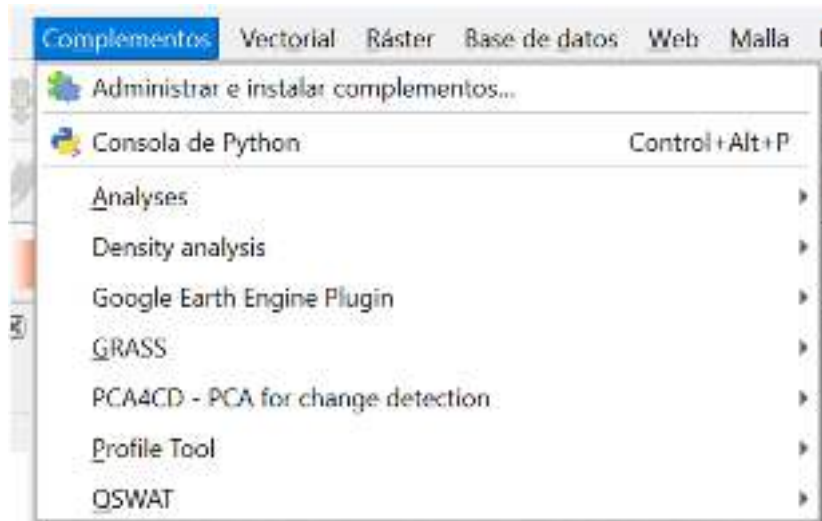 Complementos Vectorial Ráster Base de datos Web Malla
Administrar e instalar complementos...
Consola de Python Control+Alt+P
Analyses
Density analysis
Google Earth Engine Plugin
GRASS
PCA4CD - PCA for change detection
Profile Tool
QSWAT